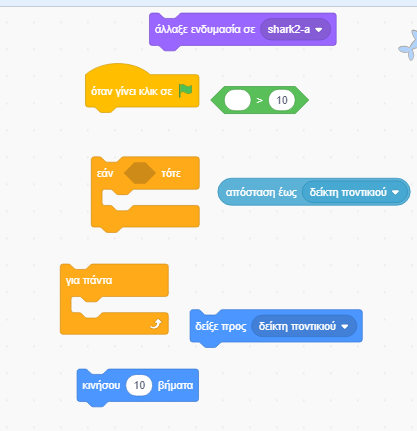 άλλαξε ενδυμασία σε shark2-a
όταν γίνει κλικ σε
> 10
εάν τότε
απόσταση έως δείκτη ποντικιού
για πάντα
δείξε προς δείκτη ποντικιού
κινήσου 10 βήματα